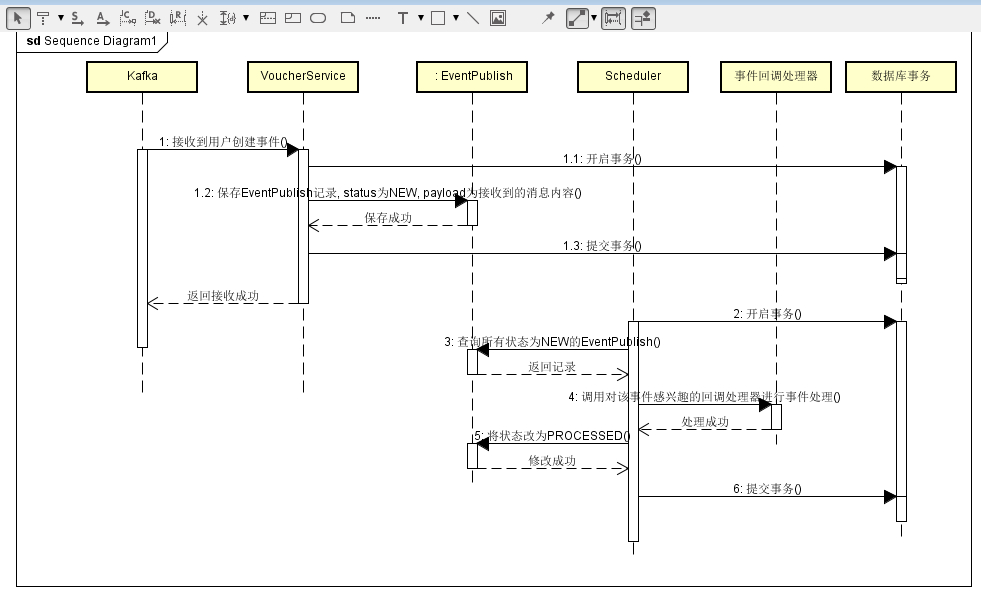 sd Sequence Diagram1
Kafka
VoucherService
: EventPublish
Scheduler
事件回调处理器
数据库事务
1: 接收到用户创建事件()
1.1: 开启事务()
1.2: 保存EventPublish记录, status为NEW, payload为接收到的消息内容()
保存成功
1.3: 提交事务()
返回接收成功
2: 开启事务()
3: 查询所有状态为NEW的EventPublish()
返回记录
4: 调用对该事件感兴趣的回调处理器进行事件处理()
处理成功
5: 将状态改为PROCESSED()
修改成功
6: 提交事务()